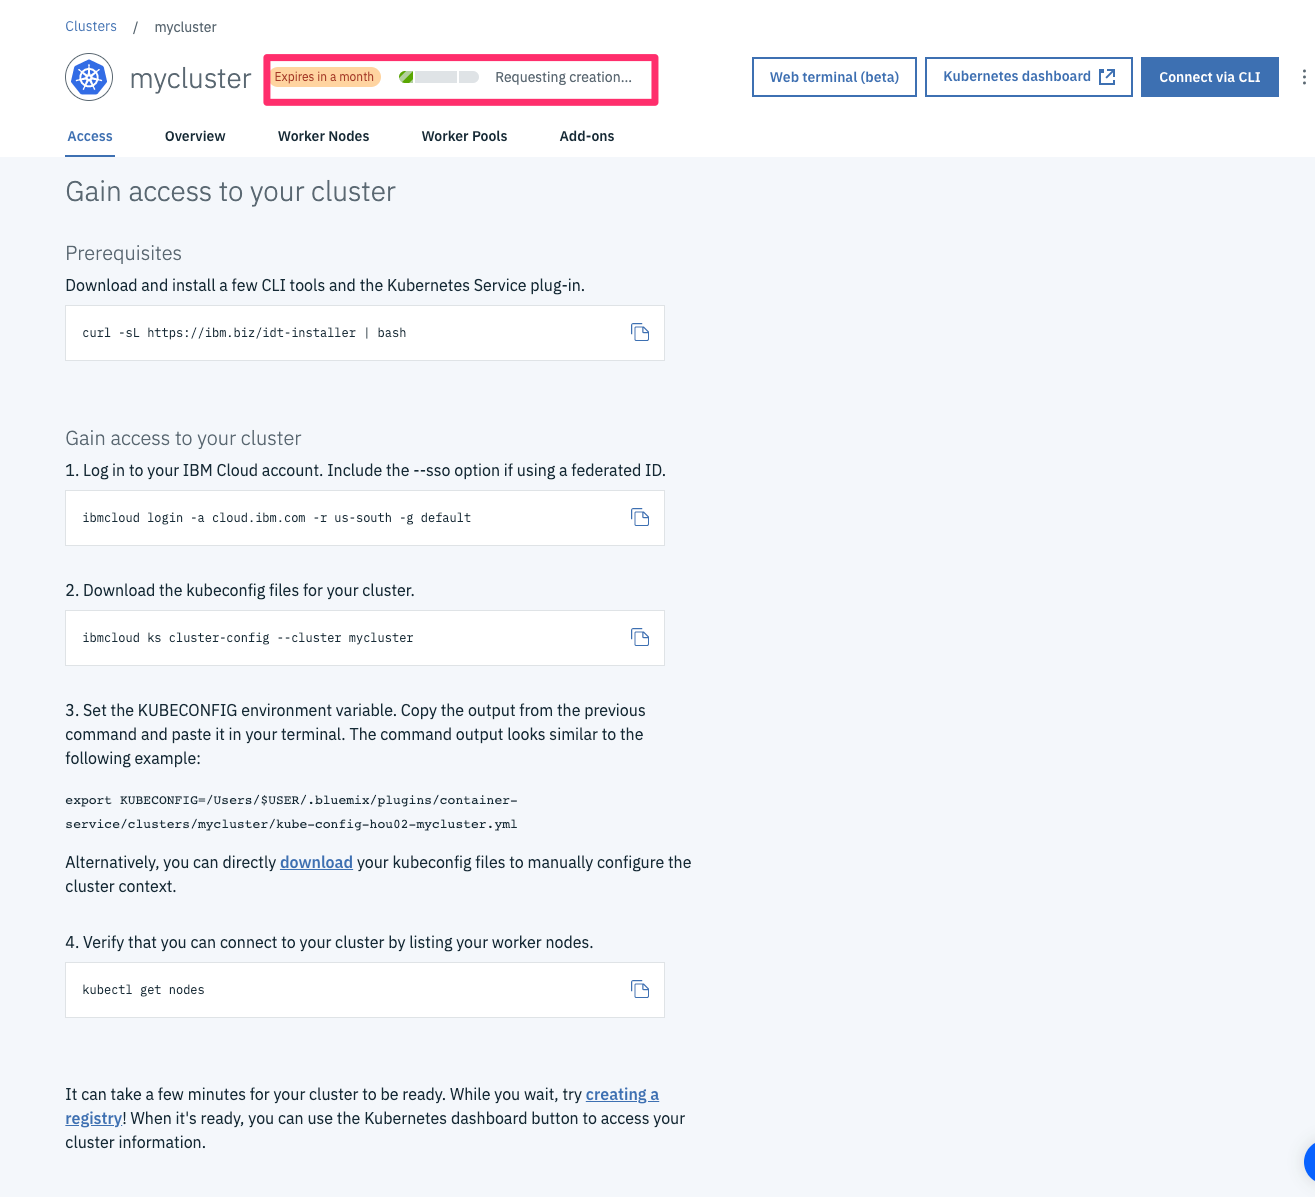 Clusters / mycluster
mycluster
Expires in a month
Requesting creation...
Web terminal (beta)
Kubernetes dashboard
Connect via CLI
Access
Overview
Worker Nodes
Worker Pools
Add-ons
Gain access to your cluster
Prerequisites
Download and install a few CLI tools and the Kubernetes Service plug-in.
curl -sL https://ibm.biz/idt-installer | bash
Gain access to your cluster
1. Log in to your IBM Cloud account. Include the --sso option if using a federated ID.
ibmcloud login -a cloud.ibm.com -r us-south -g default
2. Download the kubeconfig files for your cluster.
ibmcloud ks cluster-config --cluster mycluster
3. Set the KUBECONFIG environment variable. Copy the output from the previous
command and paste it in your terminal. The command output looks similar to the
following example:
export KUBECONFIG=/Users/$USER/.bluemix/plugins/container-
service/clusters/mycluster/kube-config-hou02-mycluster.yml
Alternatively, you can directly download your kubeconfig files to manually configure the
cluster context.
4. Verify that you can connect to your cluster by listing your worker nodes.
kubectl get nodes
It can take a few minutes for your cluster to be ready. While you wait, try creating a
registry! When it's ready, you can use the Kubernetes dashboard button to access your
cluster information.